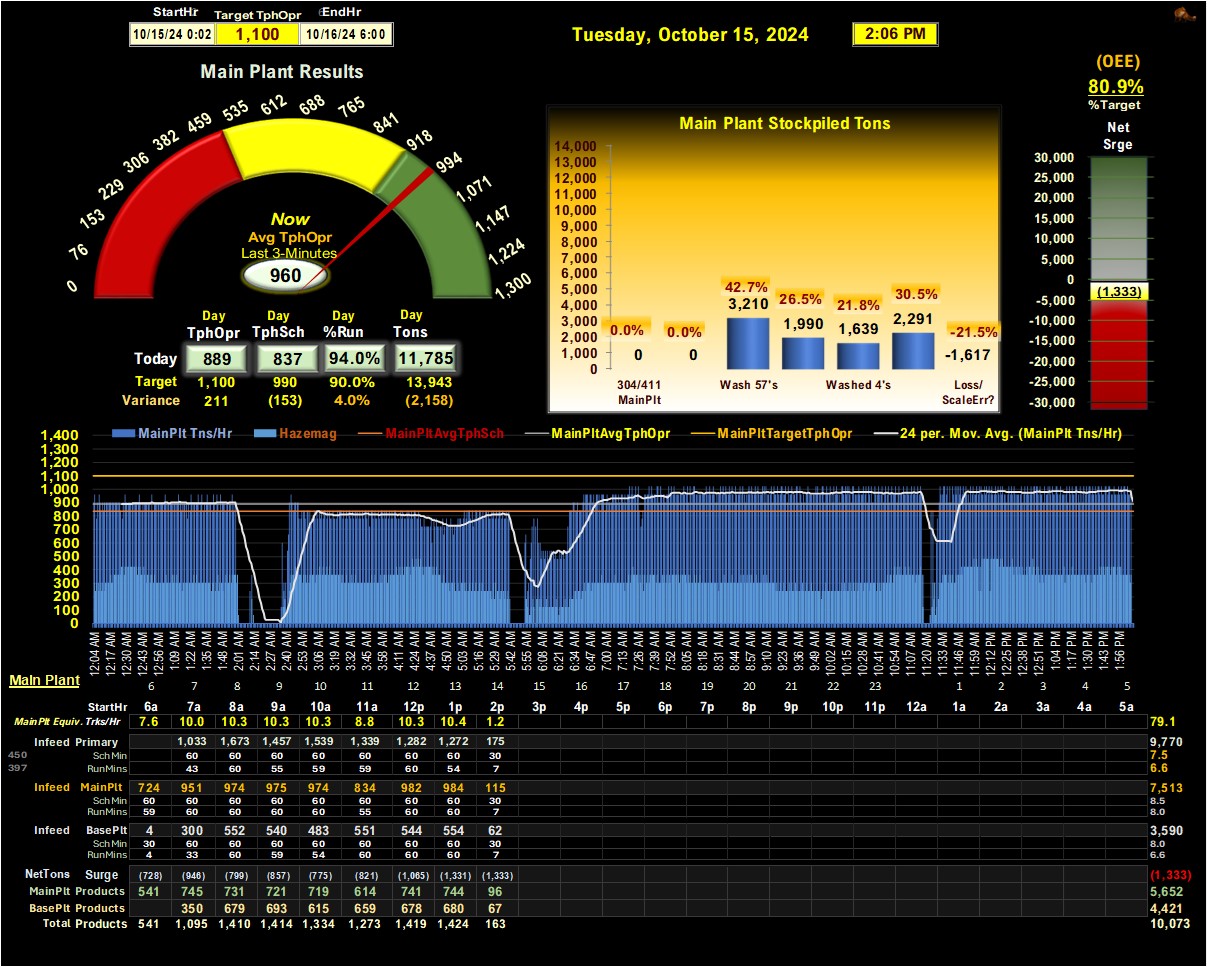 StartHr Target TphOpr EndHr
10/15/24 0:02 1,100 10/16/24 6:00
Tuesday, October 15, 2024 2:06 PM
(OEE)
80.9%
%Target
Main Plant Results
0 76 153 229 306 382 459 535 612 688 765 841 918 994 1,071 1,147 1,224 1,300
Now
Avg TphOpr
Last 3-Minutes
960
Day Day Day Day
TphOpr TphSch %Run Tons
Today 889 837 94.0% 11,785
Target 1,100 990 90.0% 13,943
Variance 211 (153) 4.0% (2,158)
Main Plant Stockpiled Tons
14,000
13,000
12,000
11,000
10,000
9,000
8,000
7,000
6,000
5,000
4,000
3,000
2,000
1,000
0
0.0% 0.0% 42.7% 26.5% 21.8% 30.5% -21.5%
0 0 3,210 1,990 1,639 2,291 -1,617
304/411 Wash 57's Washed 4's Loss/
MainPlt ScaleErr?
Net
Srge
30,000
25,000
20,000
15,000
10,000
5,000
0
(1,333)
-5,000
-10,000
-15,000
-20,000
-25,000
-30,000
MainPlt Tns/Hr Hazemag MainPltAvgTphSch MainPltAvgTphOpr MainPltTargetTphOpr 24 per. Mov. Avg. (MainPlt Tns/Hr)
1,400
1,300
1,200
1,100
1,000
900
800
700
600
500
400
300
200
100
0
12:04 AM 12:17 AM 12:30 AM 12:43 AM 12:56 AM 1:09 AM 1:22 AM 1:35 AM 1:48 AM 2:01 AM 2:14 AM 2:27 AM 2:40 AM 2:53 AM 3:06 AM 3:19 AM 3:32 AM 3:45 AM 3:58 AM 4:11 AM 4:24 AM 4:37 AM 4:50 AM 5:03 AM 5:16 AM 5:29 AM 5:42 AM 5:55 AM 6:08 AM 6:21 AM 6:34 AM 6:47 AM 7:00 AM 7:13 AM 7:26 AM 7:39 AM 7:52 AM 8:05 AM 8:18 AM 8:31 AM 8:44 AM 8:57 AM 9:10 AM 9:23 AM 9:36 AM 9:49 AM 10:02 AM 10:15 AM 10:28 AM 10:41 AM 10:54 AM 11:07 AM 11:20 AM 11:33 AM 11:46 AM 11:59 AM 12:12 PM 12:25 PM 12:38 PM 12:51 PM 1:04 PM 1:17 PM 1:30 PM 1:43 PM 1:56 PM
Main Plant 6 7 8 9 10 11 12 13 14 15 16 17 18 19 20 21 22 23 1 2 3 4 5
StartHr 6a 7a 8a 9a 10a 11a 12p 1p 2p 3p 4p 5p 6p 7p 8p 9p 10p 11p 12a 1a 2a 3a 4a 5a
MainPlt Equiv. Trks/Hr 7.6 10.0 10.3 10.3 10.3 8.8 10.3 10.4 1.2 79.1
Infeed Primary 1,033 1,673 1,457 1,539 1,339 1,282 1,272 175 9,770
450 SchMin 60 60 60 60 60 60 60 30 7.5
397 RunMins 43 60 55 59 59 60 54 7 6.6
Infeed MainPlt 724 951 974 975 974 834 982 984 115 7,513
SchMin 60 60 60 60 60 60 60 60 30 8.5
RunMins 59 60 60 60 60 55 60 60 7 8.0
Infeed BasePlt 4 300 552 540 483 551 544 554 62 3,590
SchMin 30 60 60 60 60 60 60 60 30 8.0
RunMins 4 33 60 59 54 60 60 60 7 6.6
NetTons Surge (728) (946) (799) (857) (775) (821) (1,065) (1,331) (1,333) (1,333)
MainPlt Products 541 745 731 721 719 614 741 744 96 5,652
BasePlt Products 350 679 693 615 659 678 680 67 4,421
Total Products 541 1,095 1,410 1,414 1,334 1,273 1,419 1,424 163 10,073